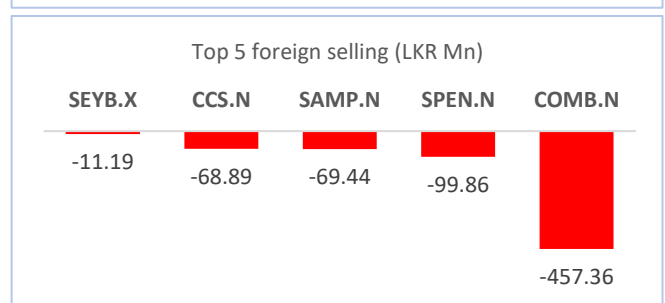 Top 5 foreign selling (LKR Mn)
SEYB.X CCS.N SAMP.N SPEN.N COMB.N
-11.19 -68.89 -69.44 -99.86 -457.36